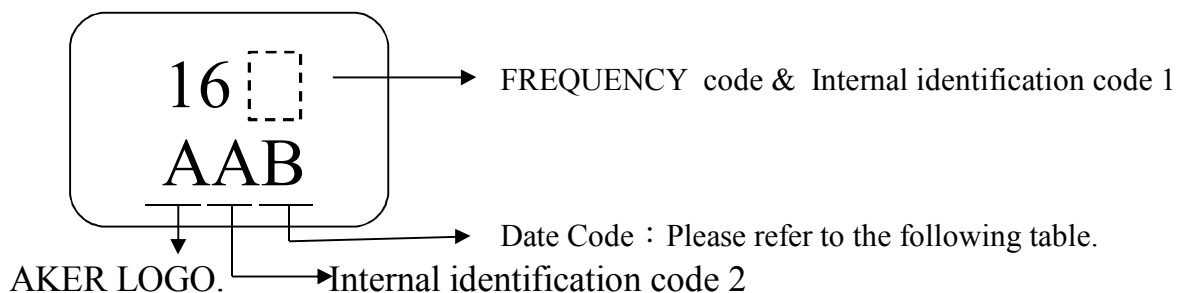 16 FREQUENCY code & Internal identification code 1
AAB
Date Code：Please refer to the following table.
AKER LOGO. Internal identification code 2